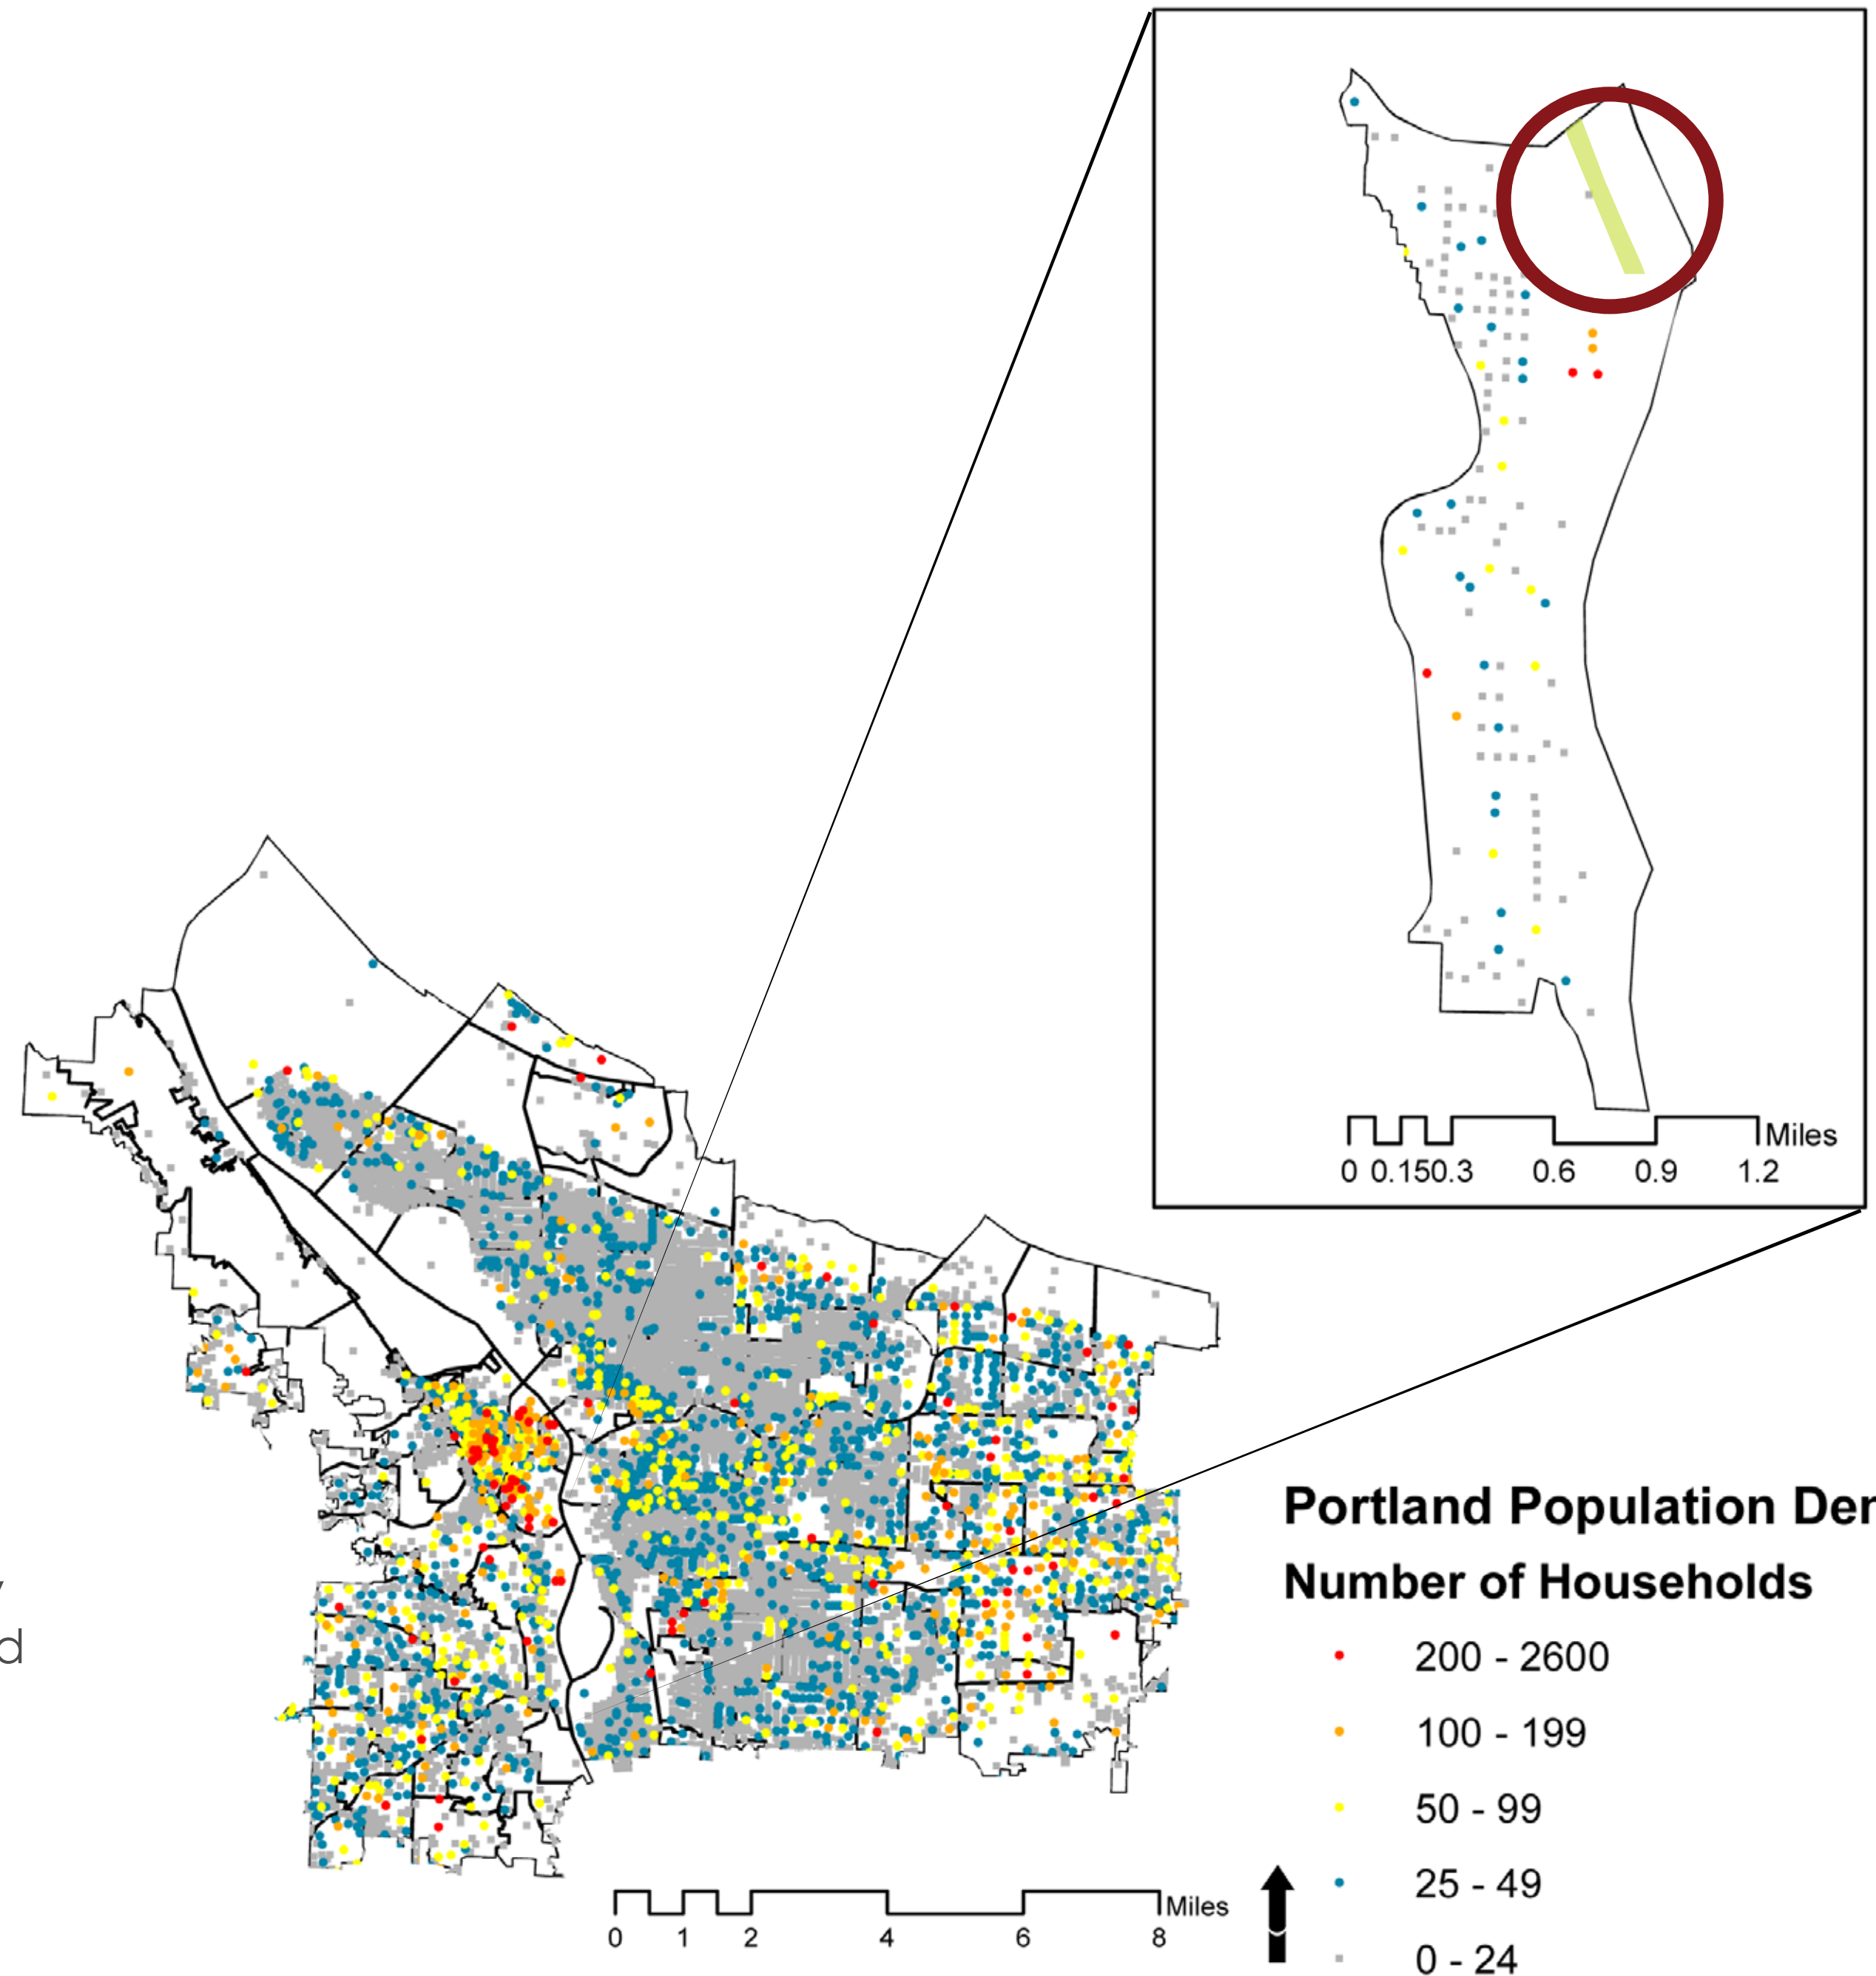 Miles
0 0.150.3 0.6 0.9 1.2
Portland Population Der
Number of Households
200 - 2600
100 - 199
50 - 99
25 - 49
0 - 24
Miles
0 1 2 4 6 8
d